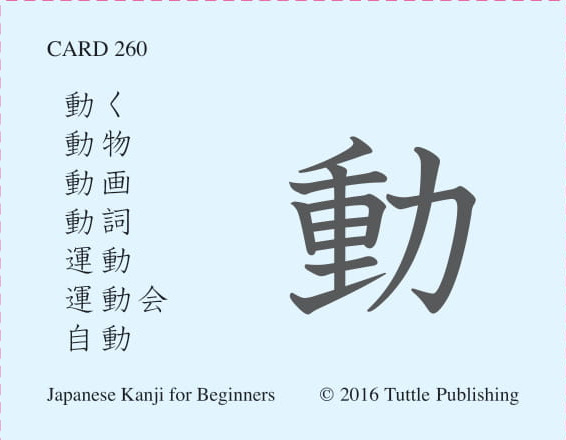 CARD 260
動く
動物
動画
動詞
運動
運動会
自動
動
Japanese Kanji for Beginners © 2016 Tuttle Publishing